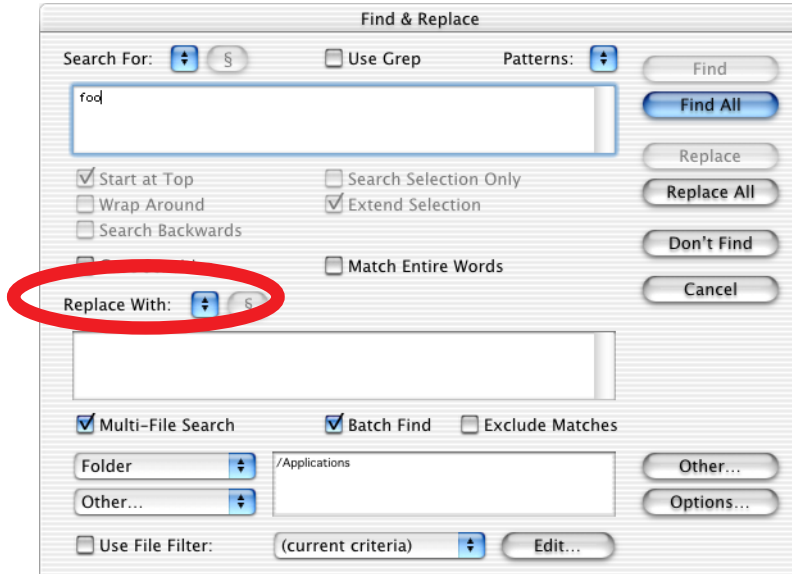 Find & Replace
Search For: § Use Grep Patterns: Find
foo
Find All
Replace
Start at Top Search Selection Only
Replace All
Wrap Around Extend Selection
Search Backwards
Don't Find
Match Entire Words
Cancel
Replace With: §
Multi-File Search Batch Find Exclude Matches
Folder /Applications Other...
Other... Options...
Use File Filter: (current criteria) Edit...